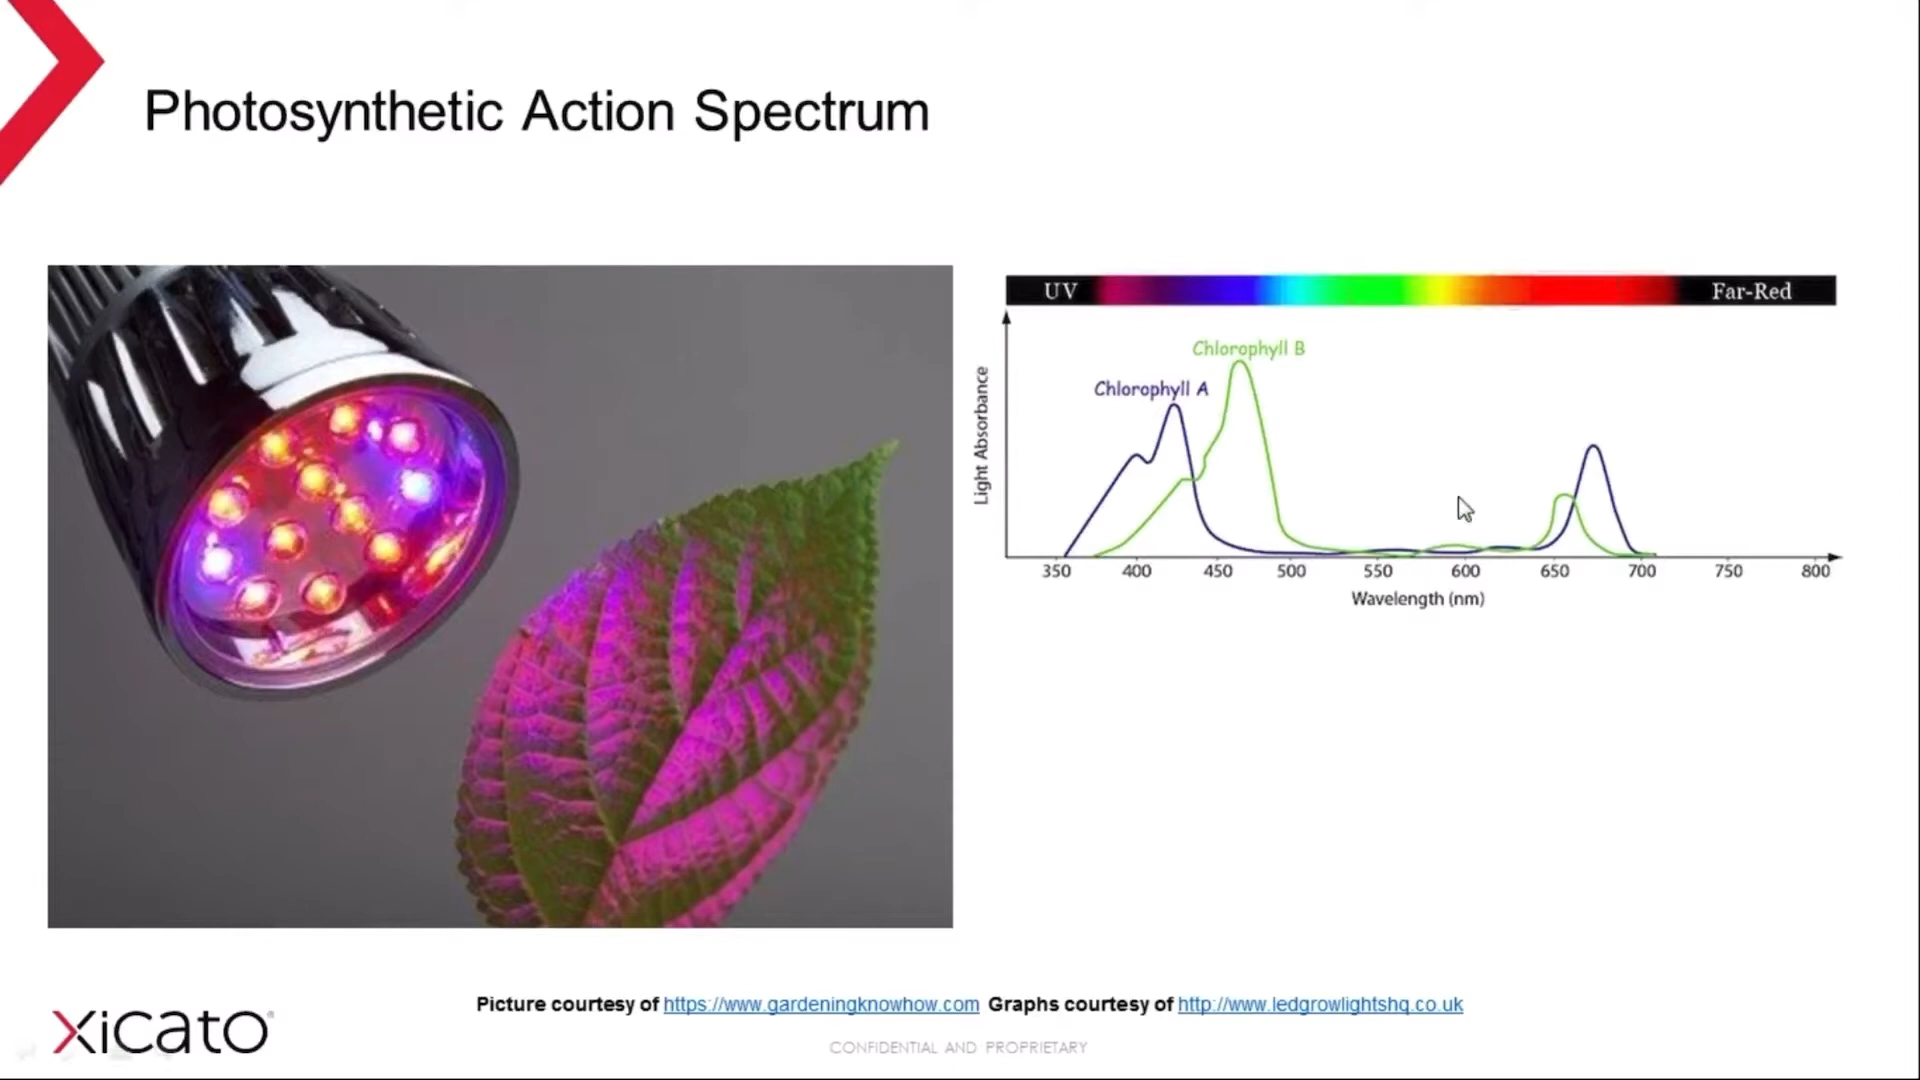 Photosynthetic Action Spectrum
UV
Far-Red
Chlorophyll B
Chlorophyll A
Light Absorbance
350 400 450 500 550 600 650 700 750 800
Wavelength (nm)
Picture courtesy of https://www.gardeningknowhow.com Graphs courtesy of http://www.ledgrowlightshq.co.uk
xicato
CONFIDENTIAL AND PROPRIETARY